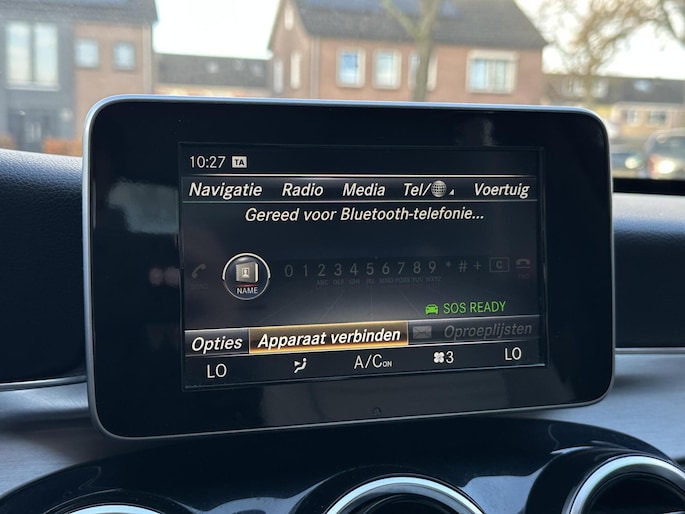 10:27 TA
Navigatie Radio Media Tel/ Voertuig
Gereed voor Bluetooth-telefonie...
0 1 2 3 4 5 6 7 8 9 * # + C
NAME
SOS READY
Opties Apparaat verbinden Oproeplijsten
LO A/C ON 3 LO